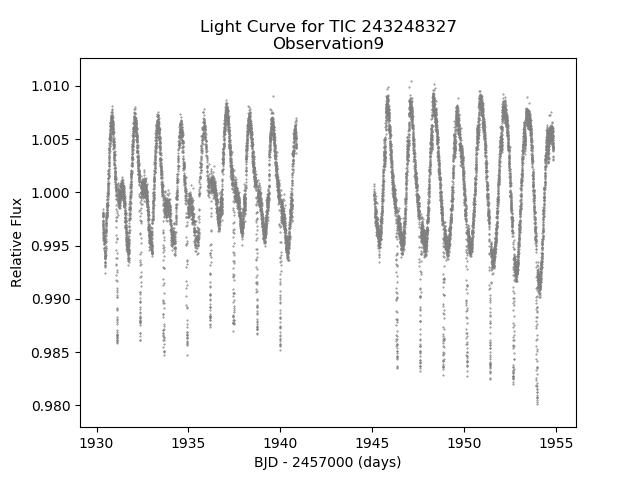 Light Curve for TIC 243248327
Observation9
1.010
1.005
1.000
0.995
0.990
0.985
0.980
Relative Flux
1930 1935 1940 1945 1950 1955
BJD - 2457000 (days)